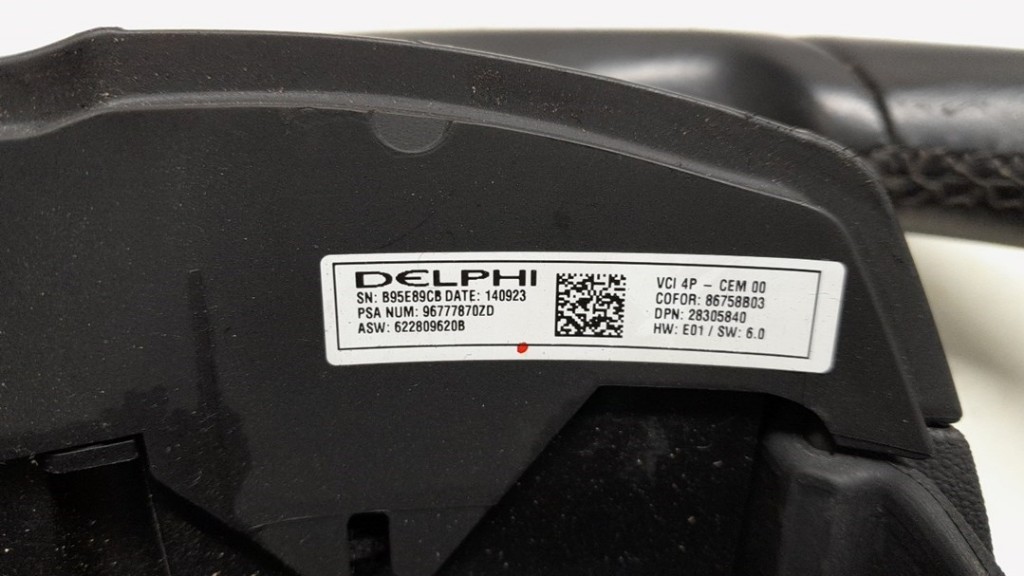 DELPHI
SN: B95E89CB DATE: 140923
PSA NUM: 96777870ZD
ASW: 622809620B
VCI 4P - CEM 00
COFOR: 86758B03
DPN: 28305840
HW: E01 / SW: 6.0